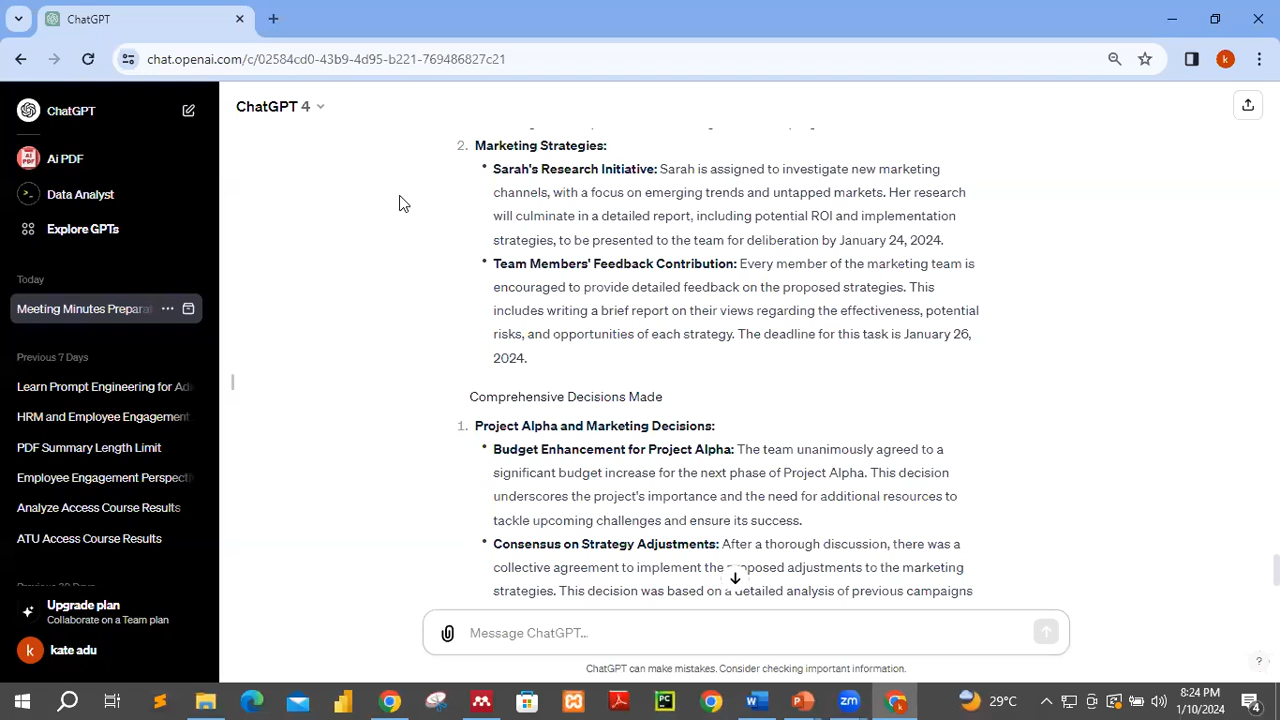 ChatGPT
chat.openai.com/c/02584cd0-43b9-4d95-b221-769486827c21
k
ChatGPT
Ai PDF
Data Analyst
Explore GPTs
Today
Meeting Minutes Prepara
Previous 7 Days
Learn Prompt Engineering for Ad
HRM and Employee Engagement
PDF Summary Length Limit
Employee Engagement Perspecti
Analyze Access Course Results
ATU Access Course Results
Upgrade plan
Collaborate on a Team plan
k kate adu
ChatGPT 4
2. Marketing Strategies:
• Sarah's Research Initiative: Sarah is assigned to investigate new marketing
channels, with a focus on emerging trends and untapped markets. Her research
will culminate in a detailed report, including potential ROI and implementation
strategies, to be presented to the team for deliberation by January 24, 2024.
• Team Members' Feedback Contribution: Every member of the marketing team is
encouraged to provide detailed feedback on the proposed strategies. This
includes writing a brief report on their views regarding the effectiveness, potential
risks, and opportunities of each strategy. The deadline for this task is January 26,
2024.
Comprehensive Decisions Made
1. Project Alpha and Marketing Decisions:
• Budget Enhancement for Project Alpha: The team unanimously agreed to a
significant budget increase for the next phase of Project Alpha. This decision
underscores the project's importance and the need for additional resources to
tackle upcoming challenges and ensure its success.
• Consensus on Strategy Adjustments: After a thorough discussion, there was a
collective agreement to implement the proposed adjustments to the marketing
strategies. This decision was based on a detailed analysis of previous campaigns
Message ChatGPT...
ChatGPT can make mistakes. Consider checking important information.
?
29°C
8:24 PM
1/10/2024
4